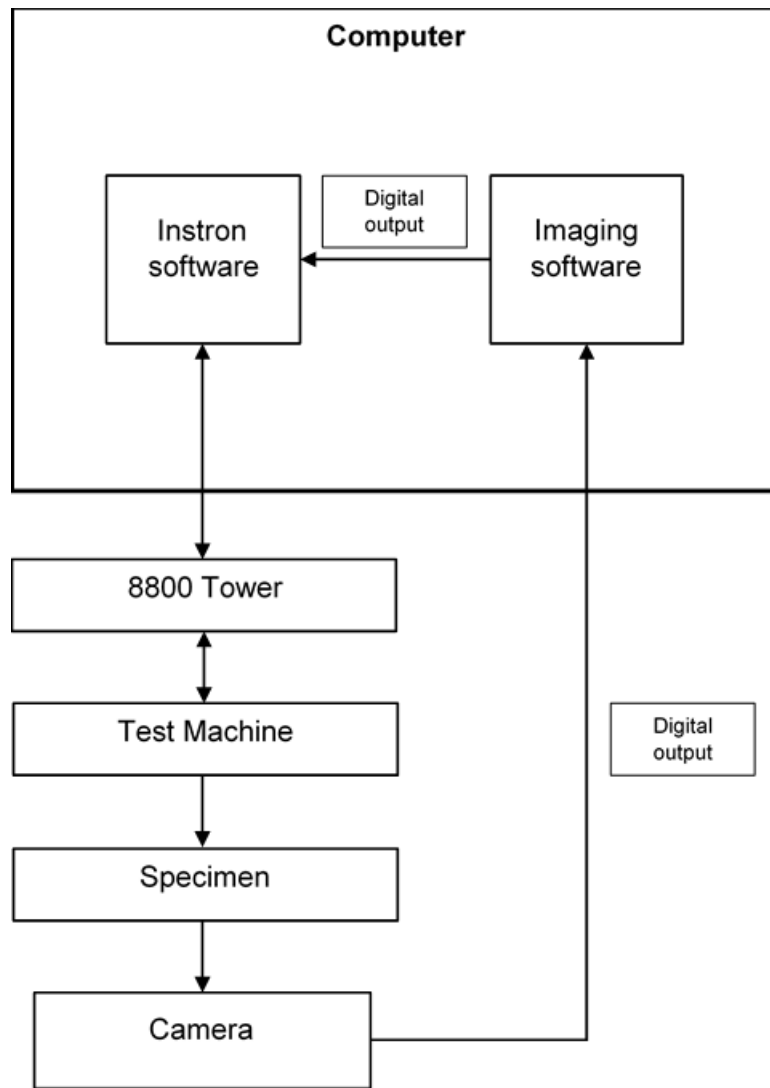 Computer
Instron
software
Digital
output
Imaging
software
8800 Tower
Test Machine
Digital
output
Specimen
Camera